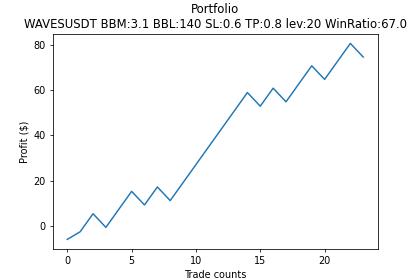 Portfolio
WAVESUSDT BBM:3.1 BBL:140 SL:0.6 TP:0.8 lev:20 WinRatio:67.0
80
60
40
20
0
Profit ($)
0 5 10 15 20
Trade counts